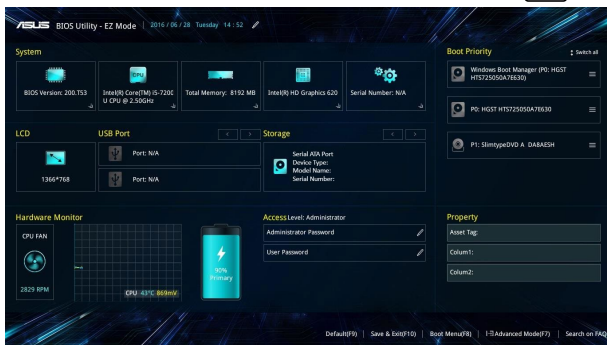 ASUS BIOS Utility - EZ Mode 2016 / 06 / 28 Tuesday 14 : 52
System
BIOS Version: 200.T53
CPU
Intel(R) Core(TM) i5-7200
U CPU @ 2.50GHz
Total Memory: 8192 MB
Intel(R) HD Graphics 620
Serial Number: N/A
Boot Priority
Switch all
Windows Boot Manager (P0: HGST
HTS725050A7E630)
P0: HGST HTS725050A7E630
P1: SlimtypeDVD A DA8AESH
LCD
1366*768
USB Port
Port: N/A
Port: N/A
Storage
Serial ATA Port
Device Type:
Model Name:
Serial Number:
Hardware Monitor
CPU FAN
2829 RPM
CPU 43°C 869mV
90%
Primary
Access Level: Administrator
Administrator Password
User Password
Property
Asset Tag:
Colum1:
Colum2:
Default(F9) | Save & Exit(F10) | Boot Menu(F8) | Advanced Mode(F7) | Search on FAQ